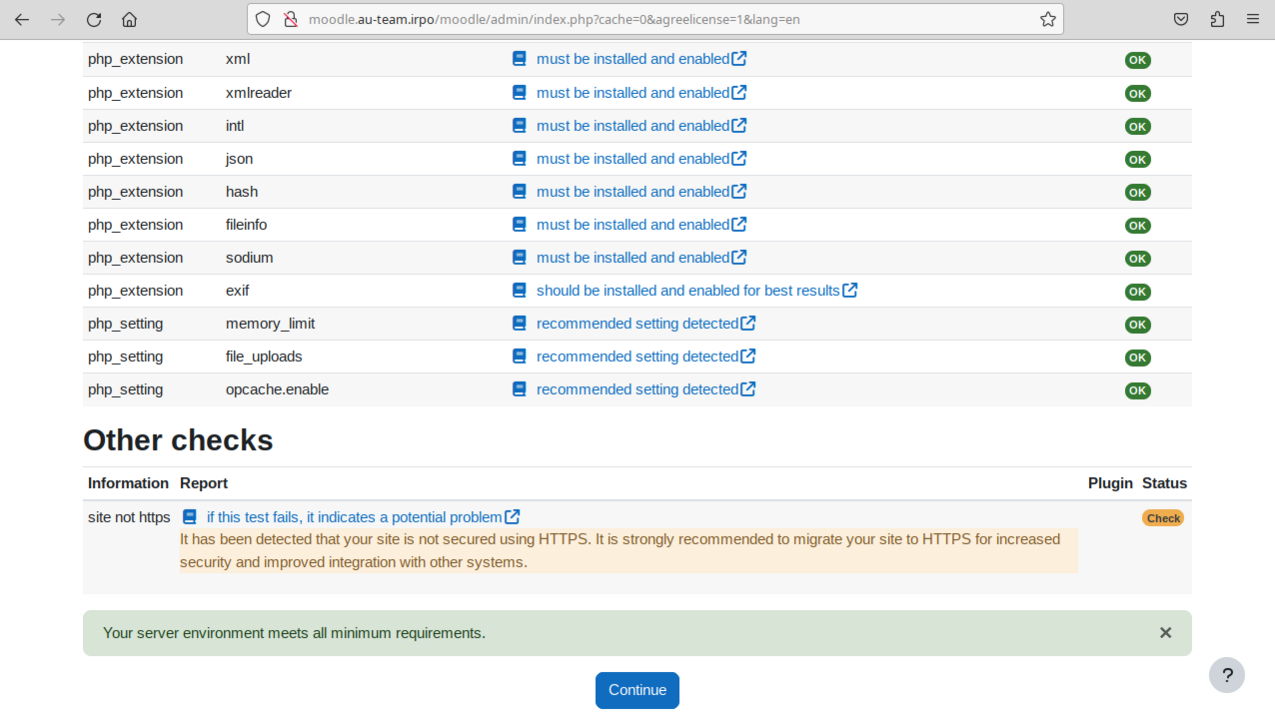 moodle.au-team.irpo/moodle/admin/index.php?cache=0&agreelicense=1&lang=en
php_extension xml must be installed and enabled OK
php_extension xmlreader must be installed and enabled OK
php_extension intl must be installed and enabled OK
php_extension json must be installed and enabled OK
php_extension hash must be installed and enabled OK
php_extension fileinfo must be installed and enabled OK
php_extension sodium must be installed and enabled OK
php_extension exif should be installed and enabled for best results OK
php_setting memory_limit recommended setting detected OK
php_setting file_uploads recommended setting detected OK
php_setting opcache.enable recommended setting detected OK
Other checks
Information Report Plugin Status
site not https if this test fails, it indicates a potential problem Check
It has been detected that your site is not secured using HTTPS. It is strongly recommended to migrate your site to HTTPS for increased
security and improved integration with other systems.
Your server environment meets all minimum requirements. ×
Continue
?